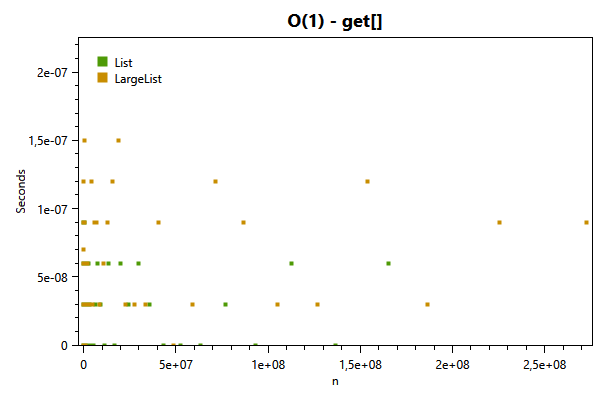 O(1) - get[]
List
LargeList
2e-07
1,5e-07
1e-07
5e-08
0
Seconds
0
5e+07
1e+08
1,5e+08
2e+08
2,5e+08
n